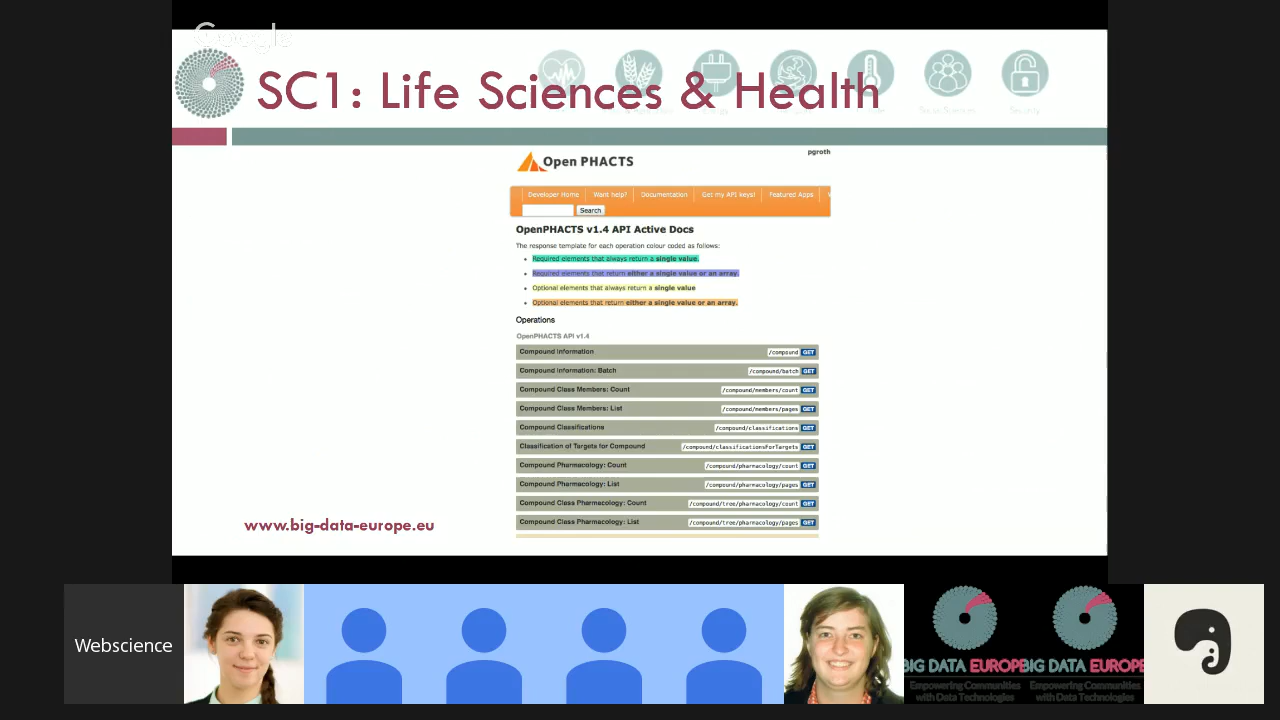 Google
SC1: Life Sciences & Health
Open PHACTS
pgroth
Developer Home
Want help?
Documentation
Get my API keys!
Featured Apps
Search
OpenPHACTS v1.4 API Active Docs
The response template for each operation colour coded as follows:
Required elements that always return a single value.
Required elements that return either a single value or an array.
Optional elements that always return a single value
Optional elements that return either a single value or an array.
Operations
OpenPHACTS API v1.4
Compound Information /compound GET
Compound Information: Batch /compound/batch GET
Compound Class Members: Count /compound/members/count GET
Compound Class Members: List /compound/members/pages GET
Compound Classifications /compound/classifications GET
Classification of Targets for Compound /compound/classificationsForTargets GET
Compound Pharmacology: Count /compound/pharmacology/count GET
Compound Pharmacology: List /compound/pharmacology/pages GET
Compound Class Pharmacology: Count /compound/tree/pharmacology/count GET
Compound Class Pharmacology: List /compound/tree/pharmacology/pages GET
www.big-data-europe.eu
Webscience
BIG DATA EUROPE
Empowering Communities
with Data Technologies
BIG DATA EUROPE
Empowering Communities
with Data Technologies